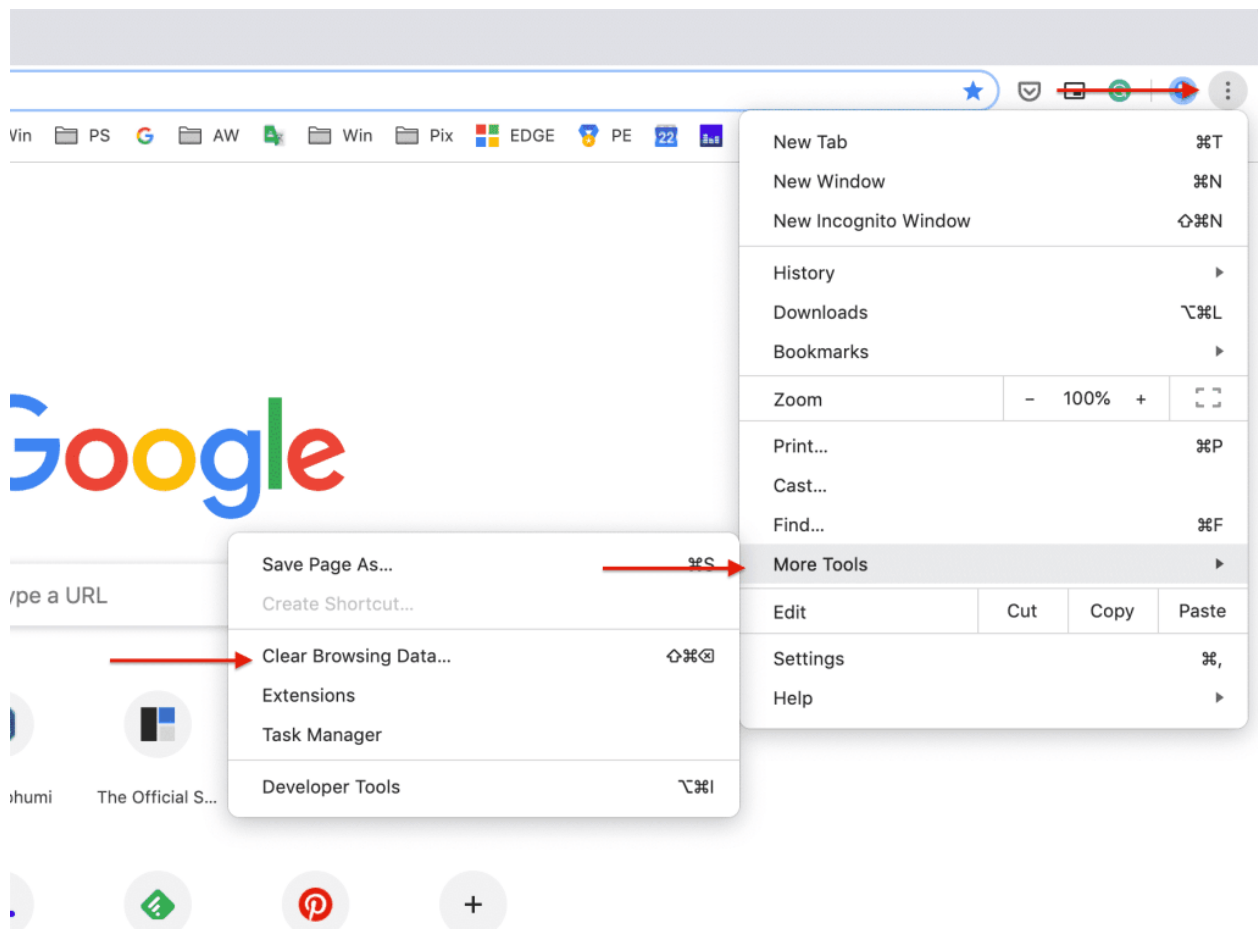 PS
AW
Win
Pix
EDGE
PE
22
New Tab ⌘T
New Window ⌘N
New Incognito Window ⇧⌘N
History
Downloads ⌥⌘L
Bookmarks
Zoom - 100% +
Print... ⌘P
Cast...
Find... ⌘F
More Tools
Edit Cut Copy Paste
Settings ⌘,
Help
Google
ype a URL
Save Page As... ⌘S
Create Shortcut...
Clear Browsing Data... ⇧⌘⌫
Extensions
Task Manager
Developer Tools ⌥⌘I
The Official S...